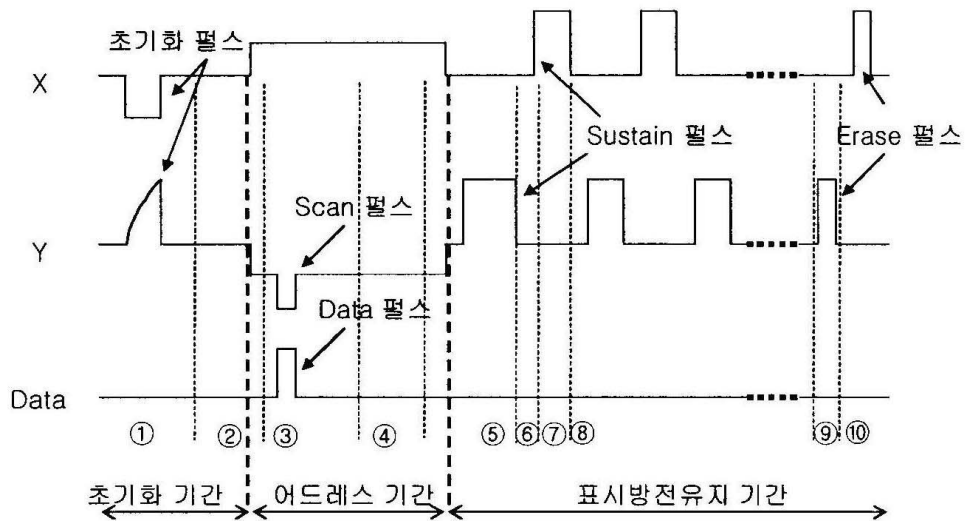 초기화 펄스
X
Sustain 펄스
Erase 펄스
Scan 펄스
Y
Data 펄스
Data
① ② ③ ④ ⑤ ⑥ ⑦ ⑧ ⑨ ⑩
초기화 기간 어드레스 기간 표시방전유지 기간